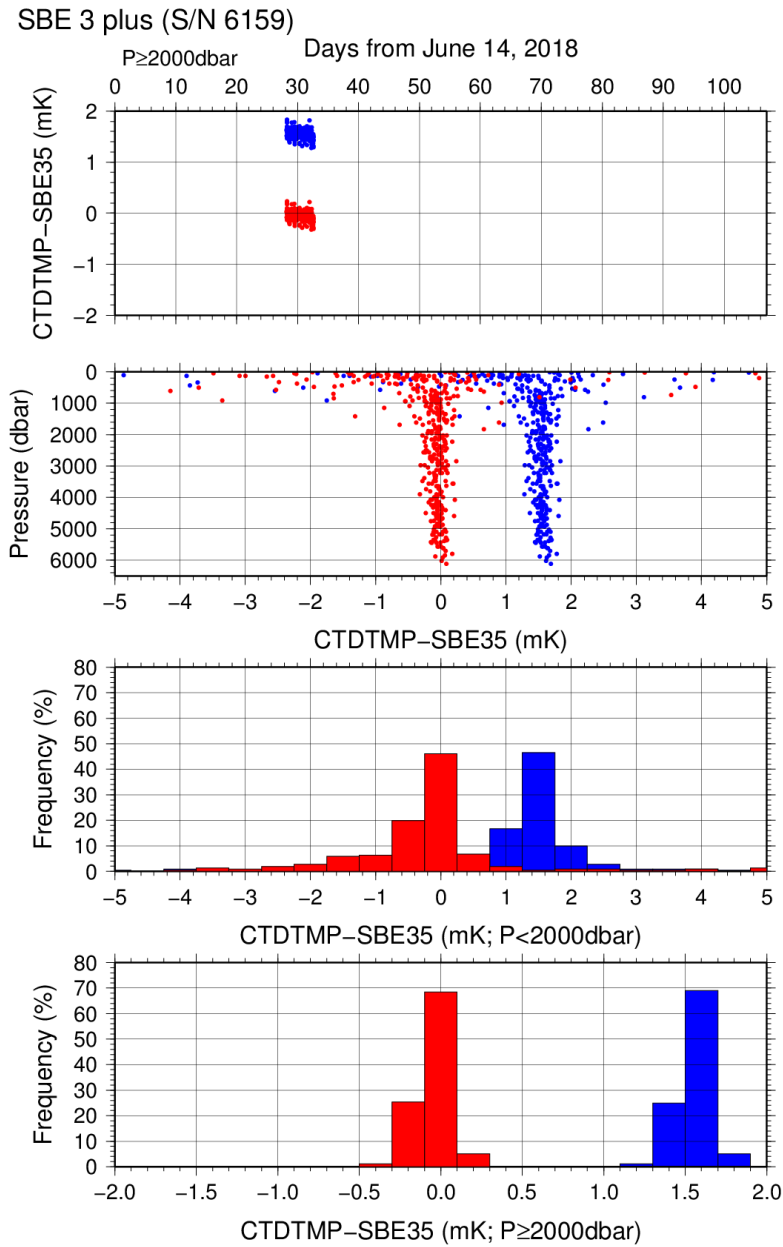 SBE 3 plus (S/N 6159)
P≥2000dbar
Days from June 14, 2018
0 10 20 30 40 50 60 70 80 90 100
CTDTMP−SBE35 (mK)
2
1
0
−1
−2
Pressure (dbar)
0
1000
2000
3000
4000
5000
6000
−5 −4 −3 −2 −1 0 1 2 3 4 5
CTDTMP−SBE35 (mK)
Frequency (%)
80
70
60
50
40
30
20
10
0
−5 −4 −3 −2 −1 0 1 2 3 4 5
CTDTMP−SBE35 (mK; P<2000dbar)
Frequency (%)
80
70
60
50
40
30
20
10
0
−2.0 −1.5 −1.0 −0.5 0.0 0.5 1.0 1.5 2.0
CTDTMP−SBE35 (mK; P≥2000dbar)